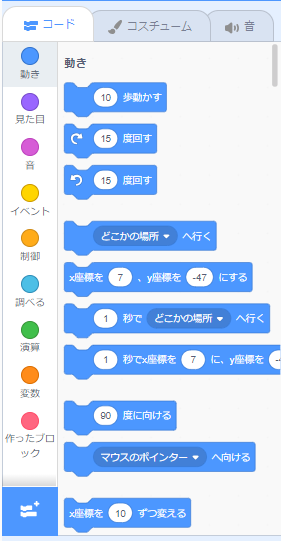 コード
コスチューム
音
動き
見た目
音
イベント
制御
調べる
演算
変数
作ったブロ
ック
動き
10 歩動かす
15 度回す
15 度回す
どこかの場所 へ行く
x座標を 7 、y座標を -47 にする
1 秒で どこかの場所 へ行く
1 秒でx座標を 7 に、y座標を
90 度に向ける
マウスのポインター へ向ける
x座標を 10 ずつ変える